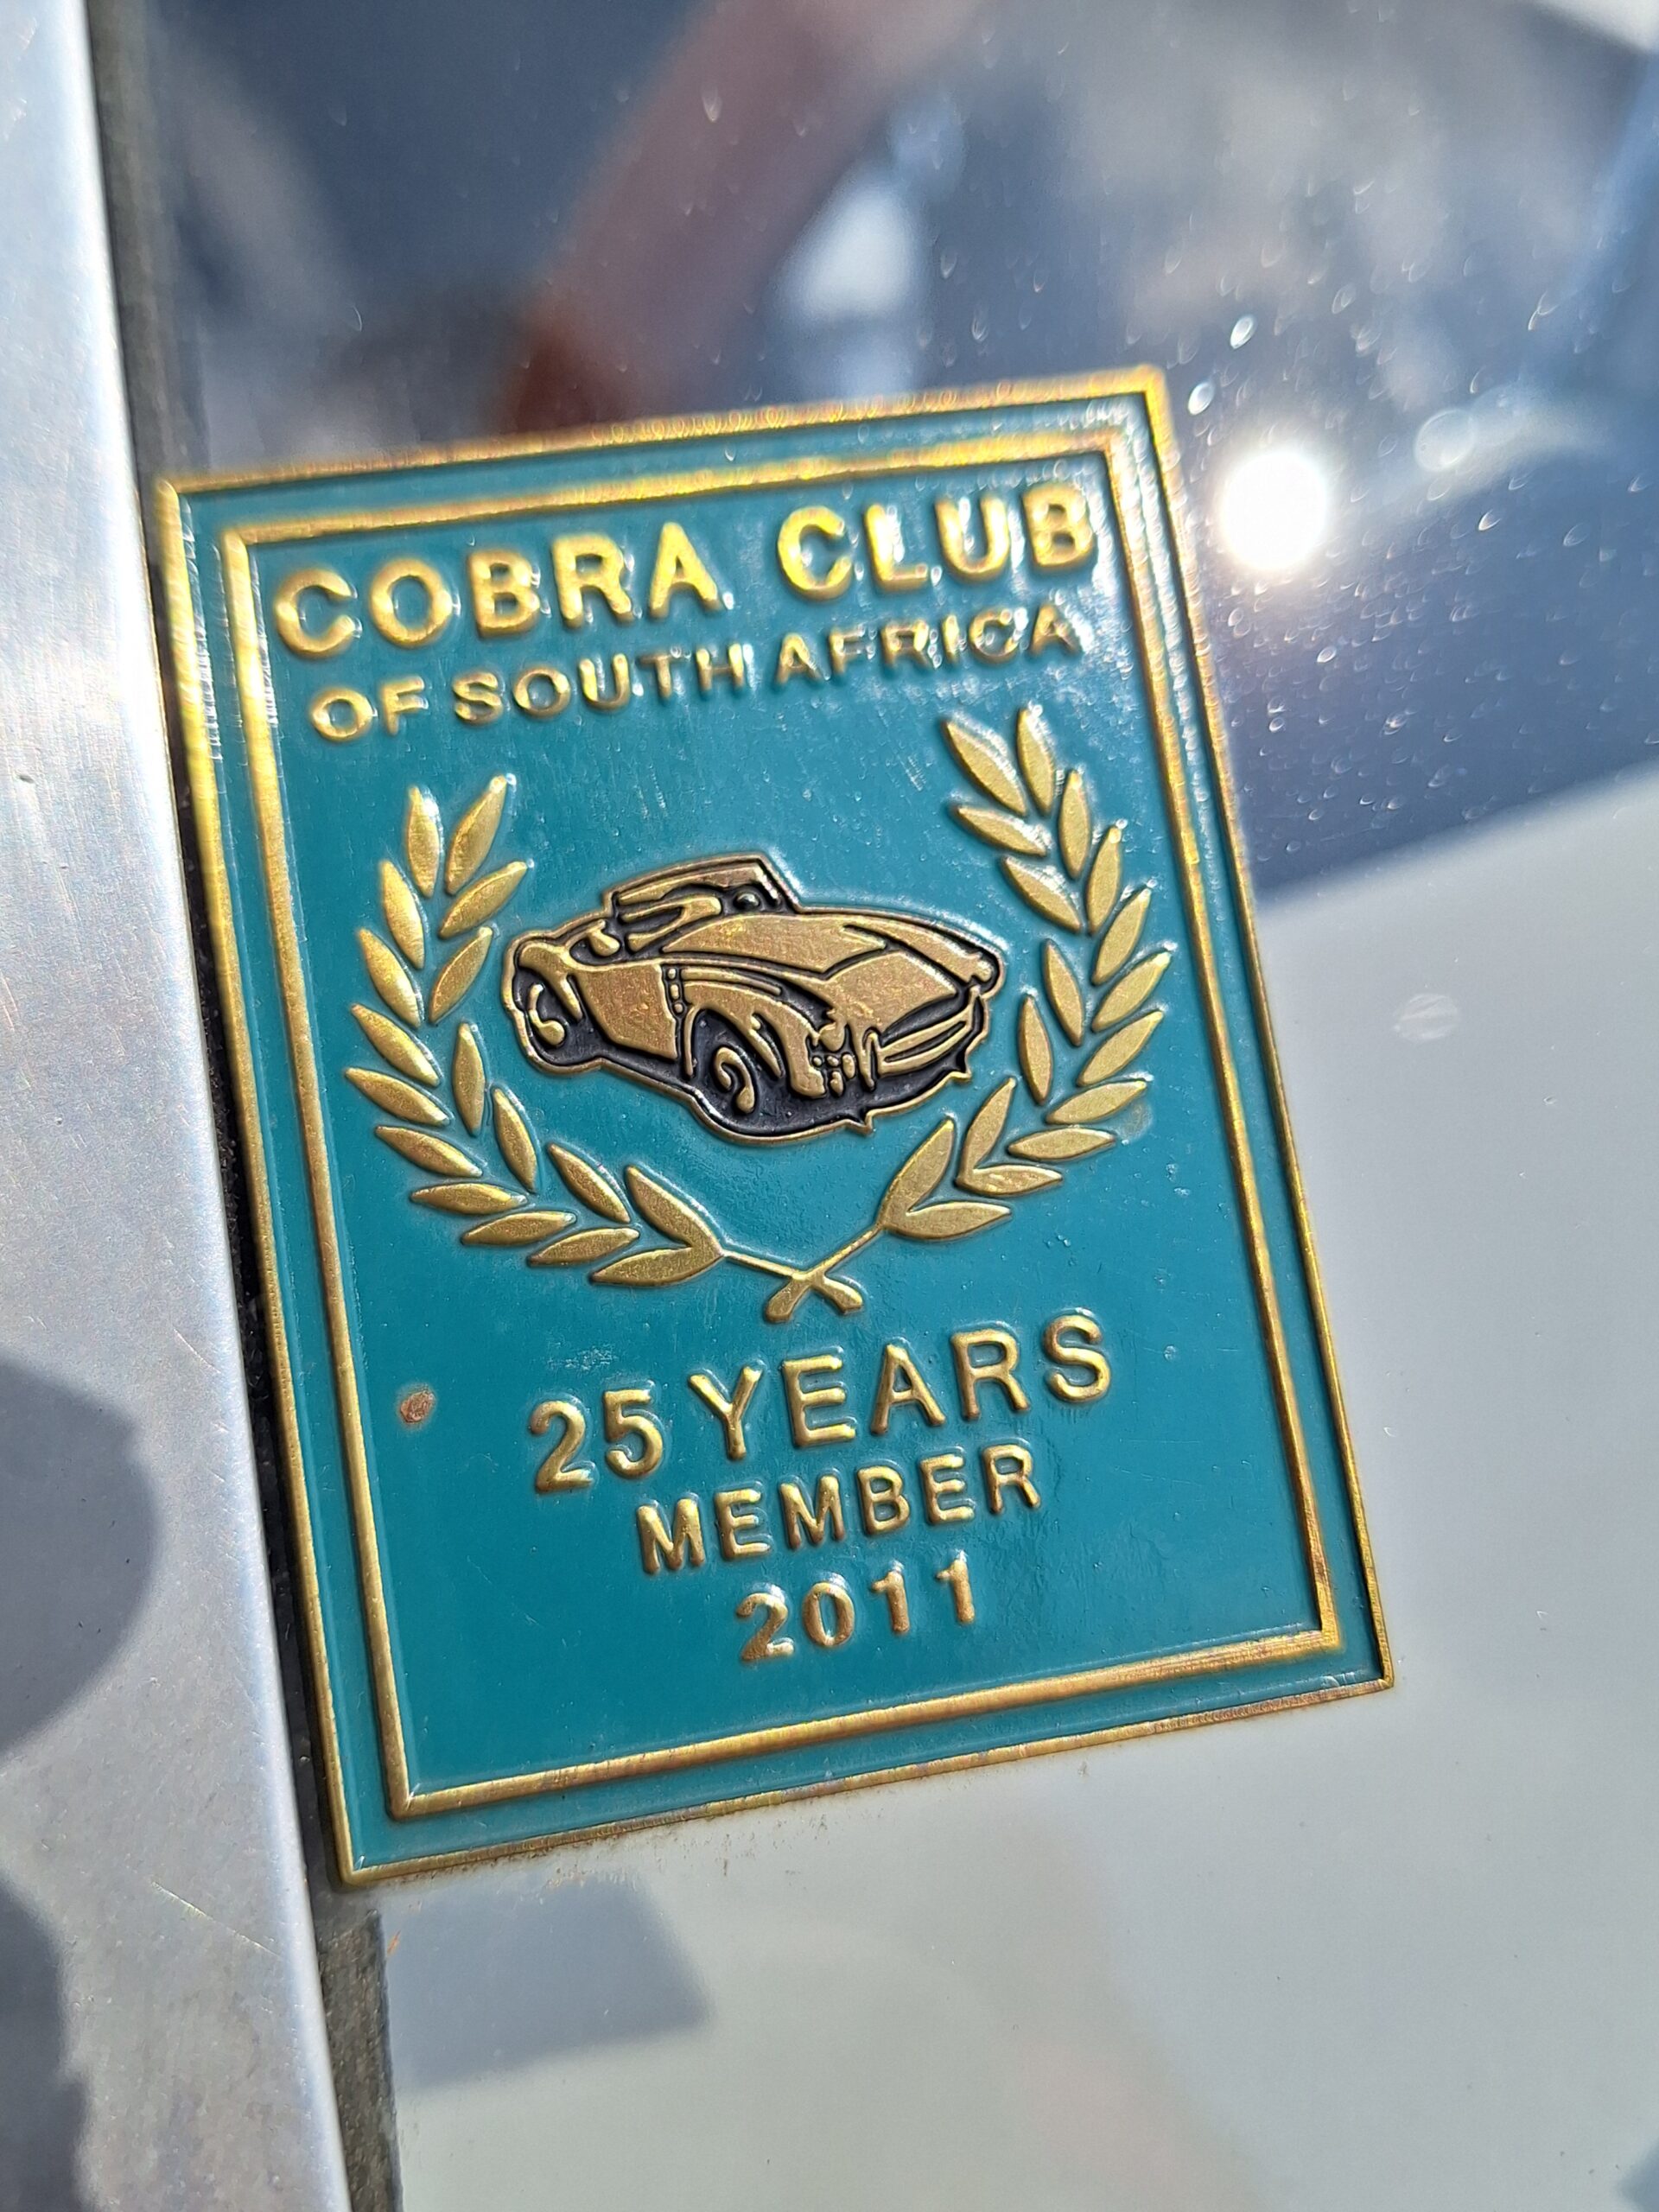 COBRA CLUB
OF SOUTH AFRICA
25 YEARS
MEMBER
2011